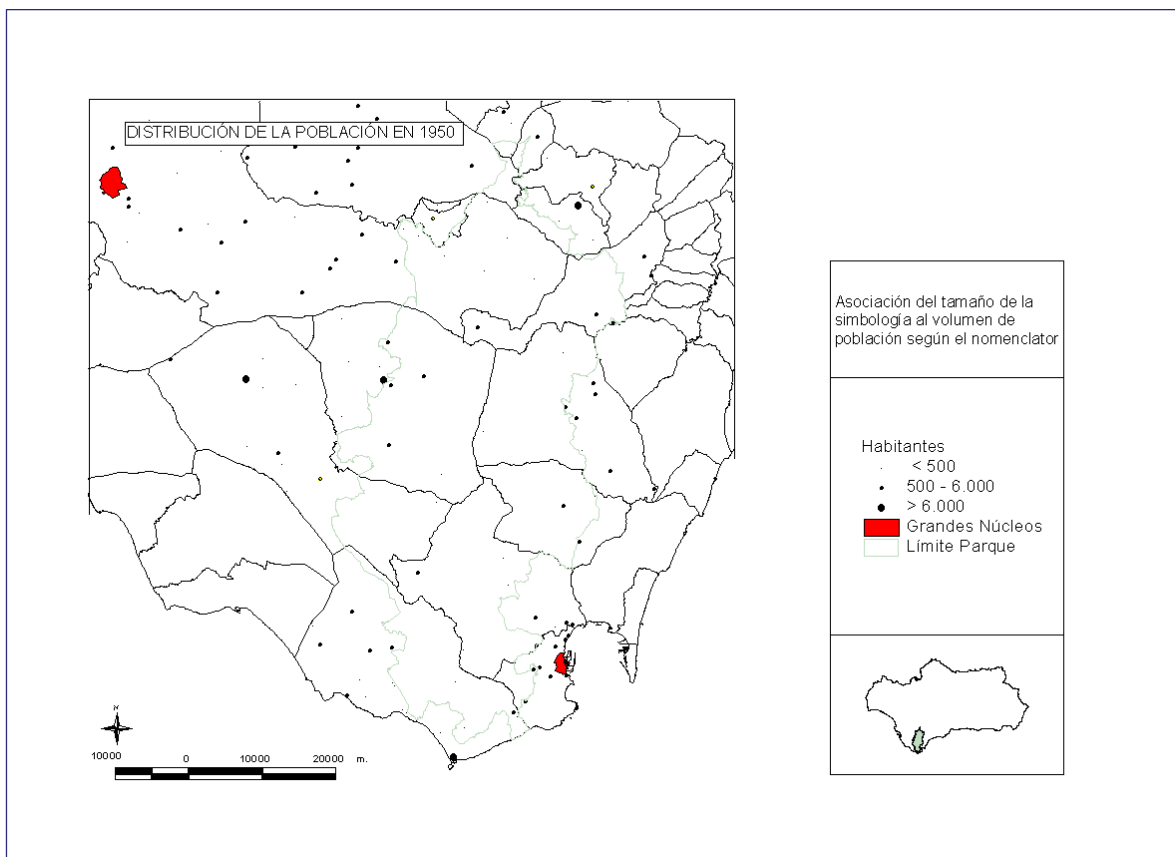 DISTRIBUCIÓN DE LA POBLACIÓN EN 1950
Asociación del tamaño de la
simbología al volumen de
población según el nomenclator
Habitantes
< 500
500 - 6.000
> 6.000
Grandes Núcleos
Límite Parque
N
10000 0 10000 20000 m.